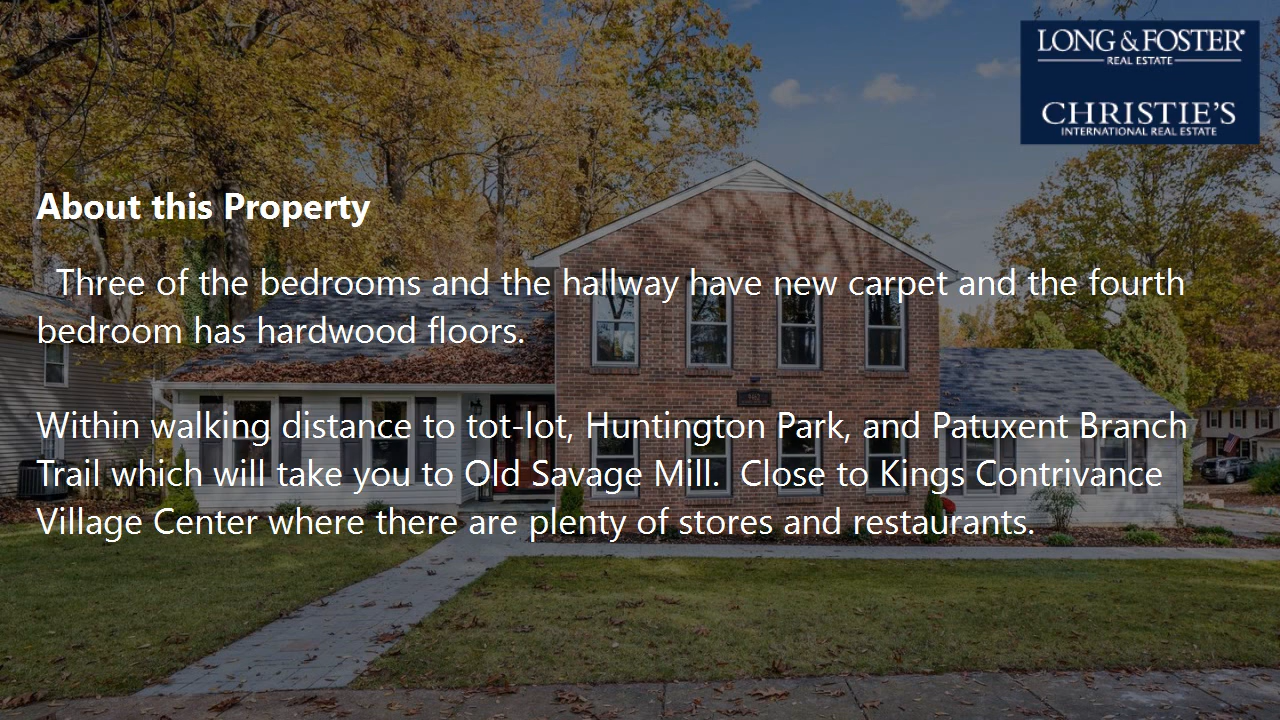 LONG & FOSTER®
REAL ESTATE
CHRISTIE'S
INTERNATIONAL REAL ESTATE
About this Property
Three of the bedrooms and the hallway have new carpet and the fourth
bedroom has hardwood floors.
Within walking distance to tot-lot, Huntington Park, and Patuxent Branch
Trail which will take you to Old Savage Mill.  Close to Kings Contrivance
Village Center where there are plenty of stores and restaurants.